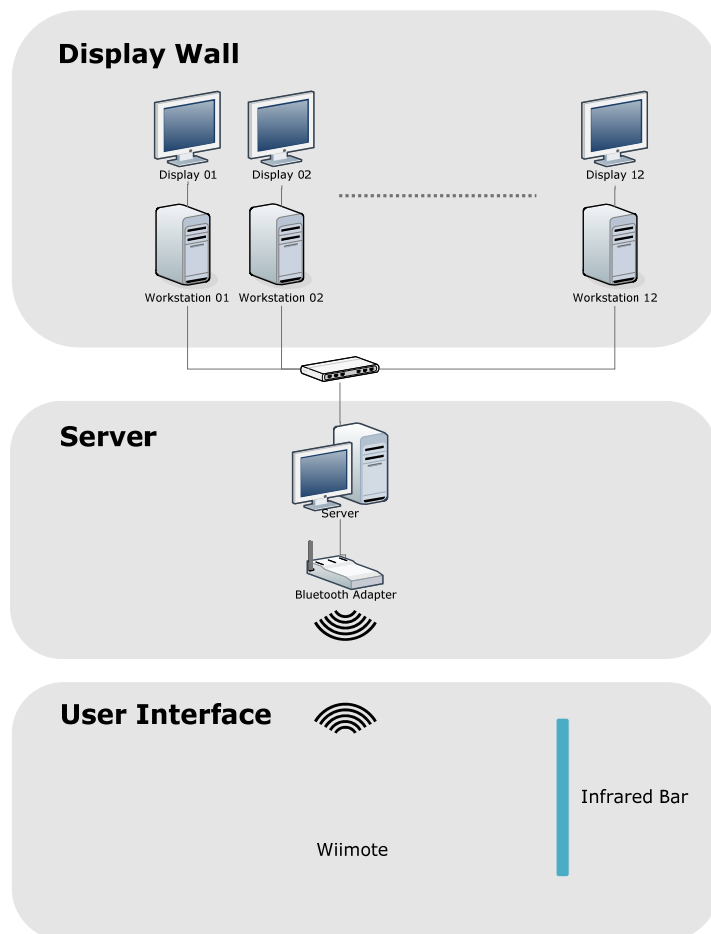 Display Wall
Display 01
Display 02
Display 12
Workstation 01
Workstation 02
Workstation 12
Server
Server
Bluetooth Adapter
User Interface
Infrared Bar
Wiimote